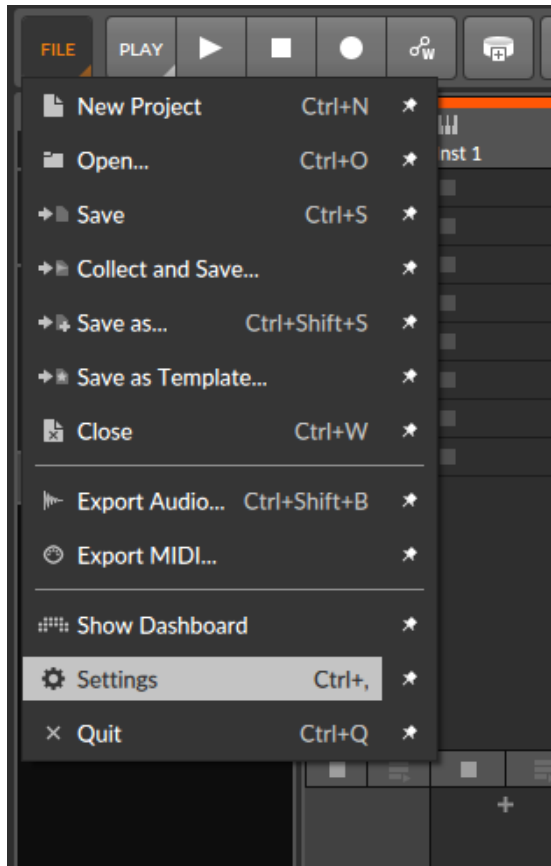 FILE PLAY W
New Project Ctrl+N
Inst 1
Open... Ctrl+O
Save Ctrl+S
Collect and Save...
Save as... Ctrl+Shift+S
Save as Template...
Close Ctrl+W
Export Audio... Ctrl+Shift+B
Export MIDI...
Show Dashboard
Settings Ctrl+,
Quit Ctrl+Q